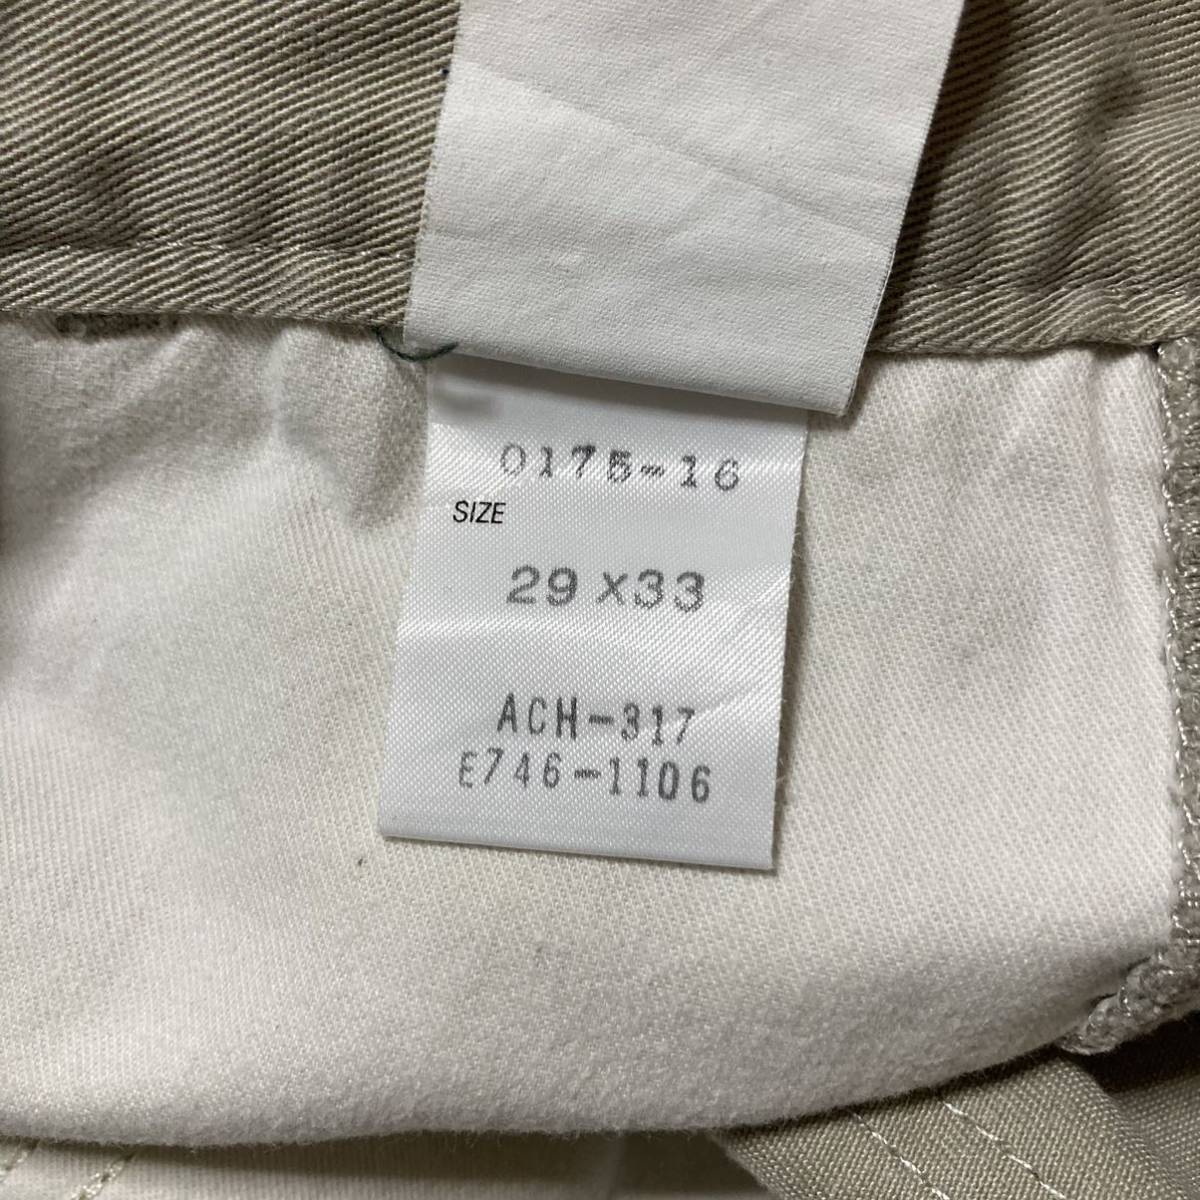 0175-16
SIZE
29 X33
ACH-317
E746-1106